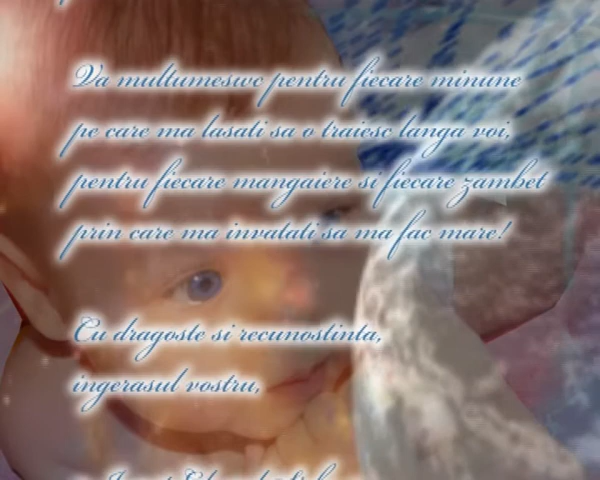 Va multumeswc pentru fiecare minune
pe care ma lasati sa o traiesc langa voi,
pentru fiecare mangaiere si fiecare zambet
prin care ma invatati sa ma fac mare!
Cu dragoste si recunostinta,
ingerasul vostru,